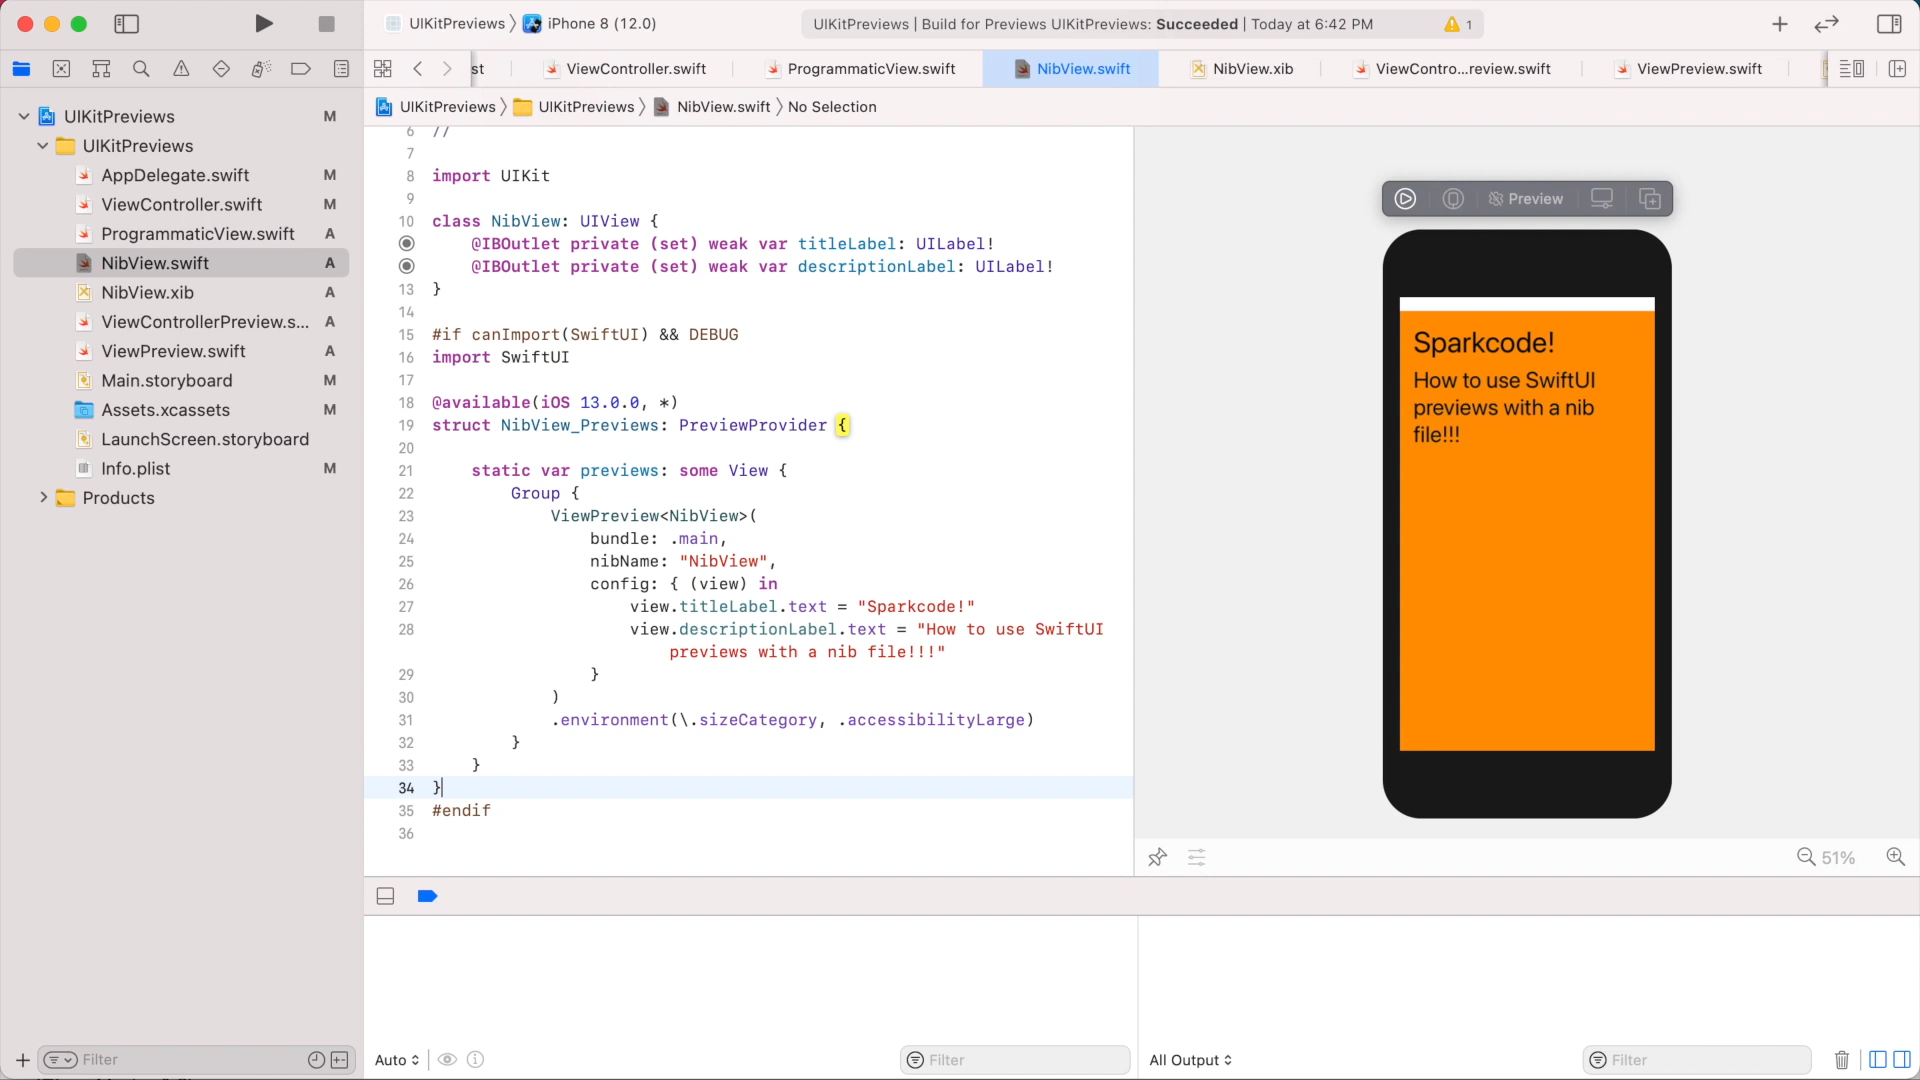 UIKitPreviews
iPhone 8 (12.0)
UIKitPreviews | Build for Previews UIKitPreviews: Succeeded | Today at 6:42 PM
1
st
ViewController.swift
ProgrammaticView.swift
NibView.swift
NibView.xib
ViewContro...review.swift
ViewPreview.swift
UIKitPreviews
UIKitPreviews
NibView.swift
No Selection
UIKitPreviews M
UIKitPreviews
AppDelegate.swift M
ViewController.swift M
ProgrammaticView.swift A
NibView.swift A
NibView.xib A
ViewControllerPreview.s... A
ViewPreview.swift A
Main.storyboard M
Assets.xcassets M
LaunchScreen.storyboard
Info.plist M
Products
6 //
7
8 import UIKit
9
10 class NibView: UIView {
@IBOutlet private (set) weak var titleLabel: UILabel!
@IBOutlet private (set) weak var descriptionLabel: UILabel!
13 }
14
15 #if canImport(SwiftUI) && DEBUG
16 import SwiftUI
17
18 @available(iOS 13.0.0, *)
19 struct NibView_Previews: PreviewProvider {
20
21 static var previews: some View {
22 Group {
23 ViewPreview<NibView>(
24 bundle: .main,
25 nibName: "NibView",
26 config: { (view) in
27 view.titleLabel.text = "Sparkcode!"
28 view.descriptionLabel.text = "How to use SwiftUI
previews with a nib file!!!"
29 }
30 )
31 .environment(\.sizeCategory, .accessibilityLarge)
32 }
33 }
34 }
35 #endif
36
Preview
Sparkcode!
How to use SwiftUI
previews with a nib
file!!!
51%
Filter
Auto
Filter
All Output
Filter